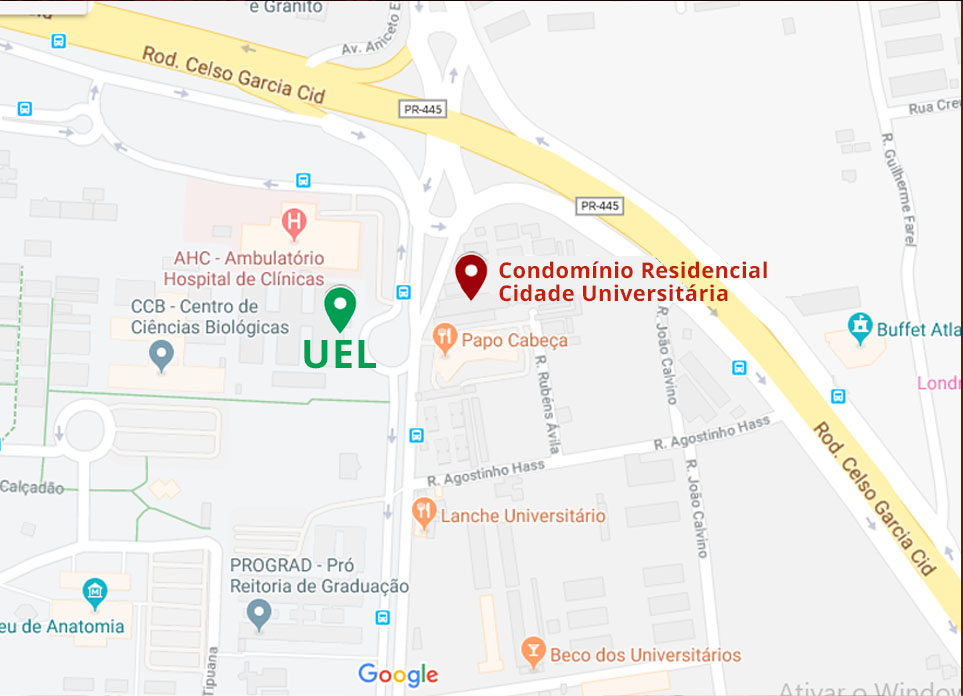 e Granito
Av. Aniceto E
Rod. Celso Garcia Cid
PR-445
Rua Cre
R. Guilherme Farel
PR-445
H
AHC - Ambulatório
Hospital de Clínicas
Condomínio Residencial
Cidade Universitária
CCB - Centro de
Ciências Biológicas
UEL
Papo Cabeça
R. João Calvino
Buffet Atla
R. Rubéns Ávila
Londr
R. Agostinho Hass
Rod. Celso Garcia Cid
R. Agostinho Hass
R. João Calvino
Calçadão
Lanche Universitário
PROGRAD - Pró
Reitoria de Graduação
eu de Anatomia
Tipuana
Beco dos Universitários
Google
Ativar o Window